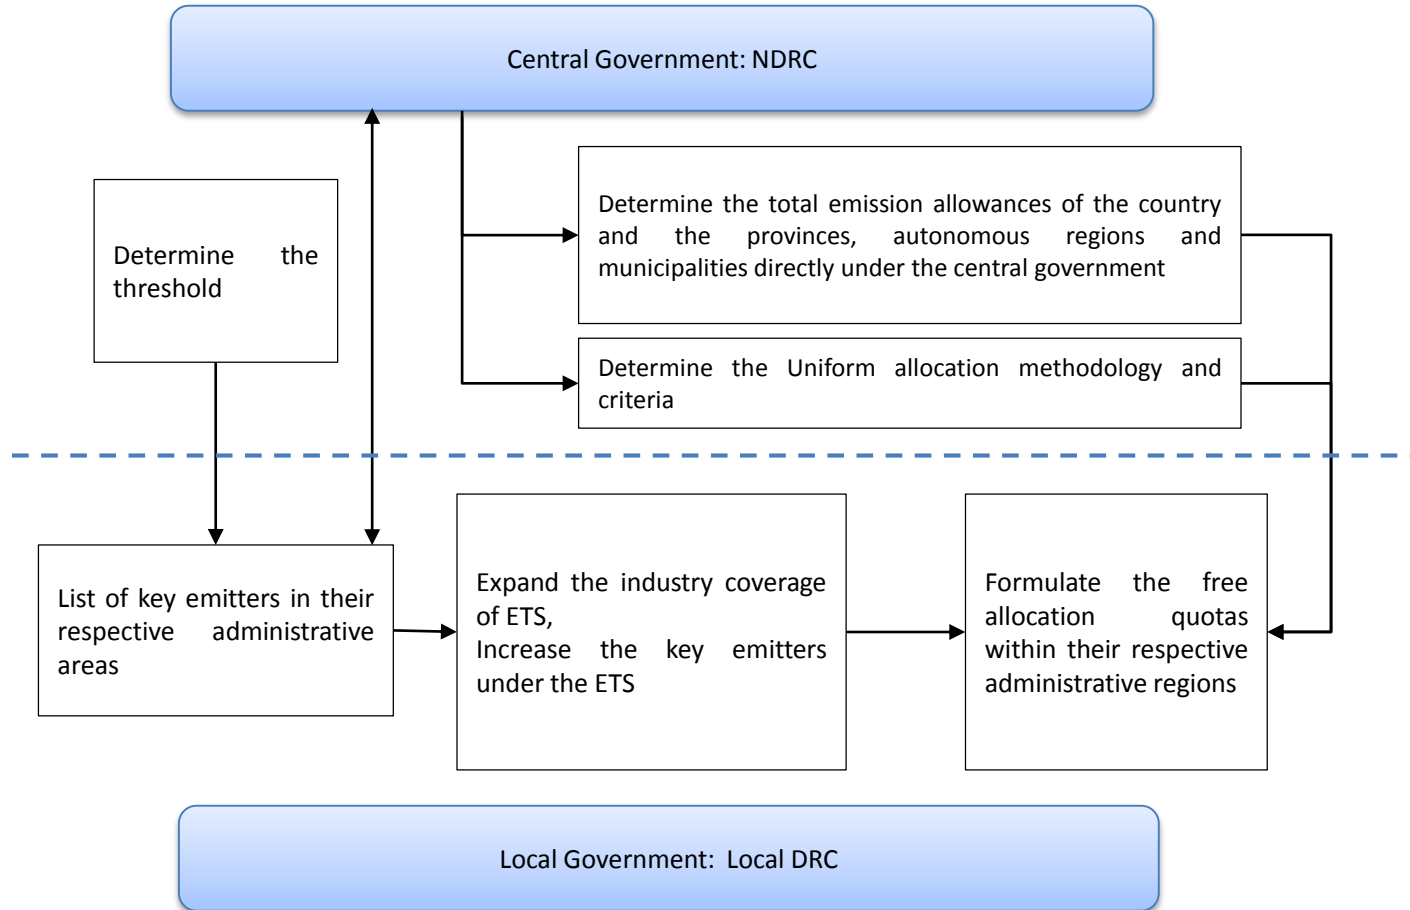 Central Government: NDRC
Determine the total emission allowances of the country
and the provinces, autonomous regions and
municipalities directly under the central government
Determine the
threshold
Determine the Uniform allocation methodology and
criteria
List of key emitters in their
respective administrative
areas
Expand the industry coverage
of ETS,
Increase the key emitters
under the ETS
Formulate the free
allocation quotas
within their respective
administrative regions
Local Government: Local DRC